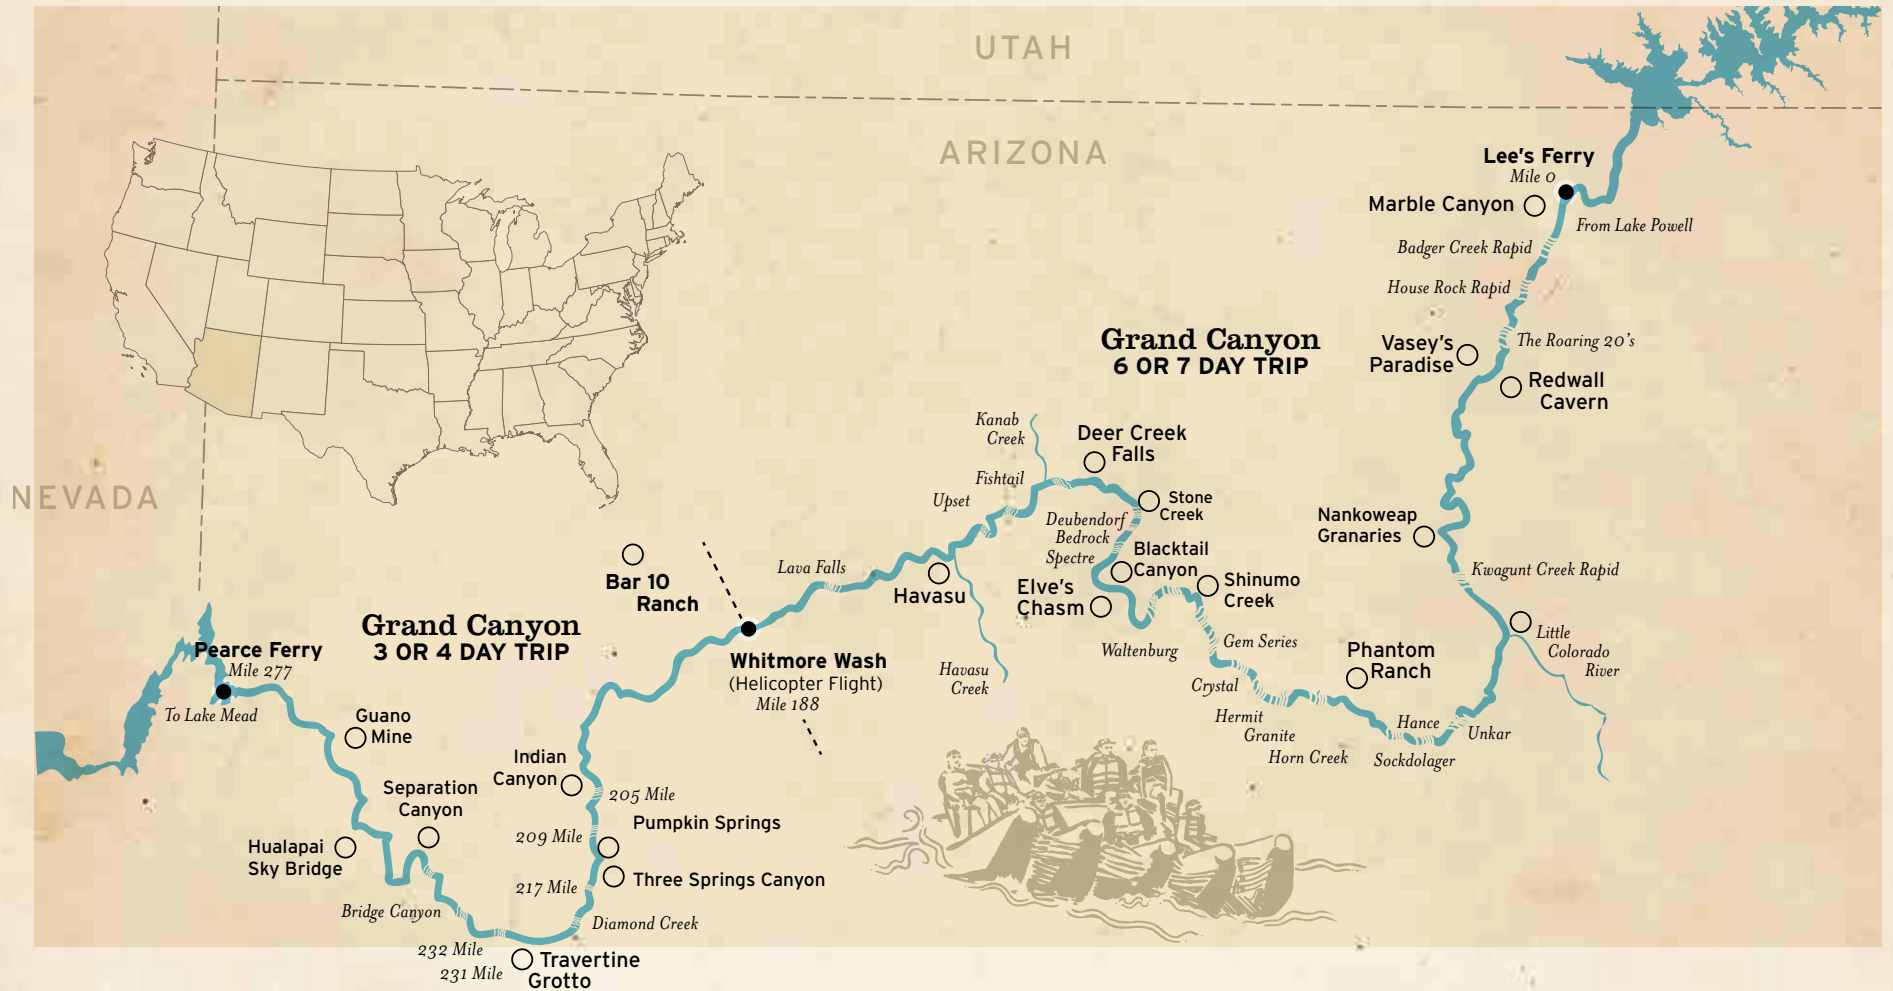 UTAH
ARIZONA
NEVADA
Lee's Ferry
Mile 0
Marble Canyon
From Lake Powell
Badger Creek Rapid
House Rock Rapid
The Roaring 20's
Vasey's
Paradise
Redwall
Cavern
Grand Canyon
6 OR 7 DAY TRIP
Kanab
Creek
Deer Creek
Falls
Fishtail
Upset
Stone
Creek
Deubendorf
Bedrock
Spectre
Blacktail
Canyon
Elve's
Chasm
Shinumo
Creek
Nankoweap
Granaries
Kwagunt Creek Rapid
Little
Colorado
River
Waltenburg
Gem Series
Crystal
Hermit
Granite
Horn Creek
Phantom
Ranch
Hance
Sockdolager
Unkar
Lava Falls
Havasu
Havasu
Creek
Bar 10
Ranch
Whitmore Wash
(Helicopter Flight)
Mile 188
Grand Canyon
3 OR 4 DAY TRIP
Pearce Ferry
Mile 277
To Lake Mead
Guano
Mine
Separation
Canyon
Hualapai
Sky Bridge
Indian
Canyon
205 Mile
Pumpkin Springs
209 Mile
217 Mile
Three Springs Canyon
Bridge Canyon
Diamond Creek
232 Mile
231 Mile
Travertine
Grotto